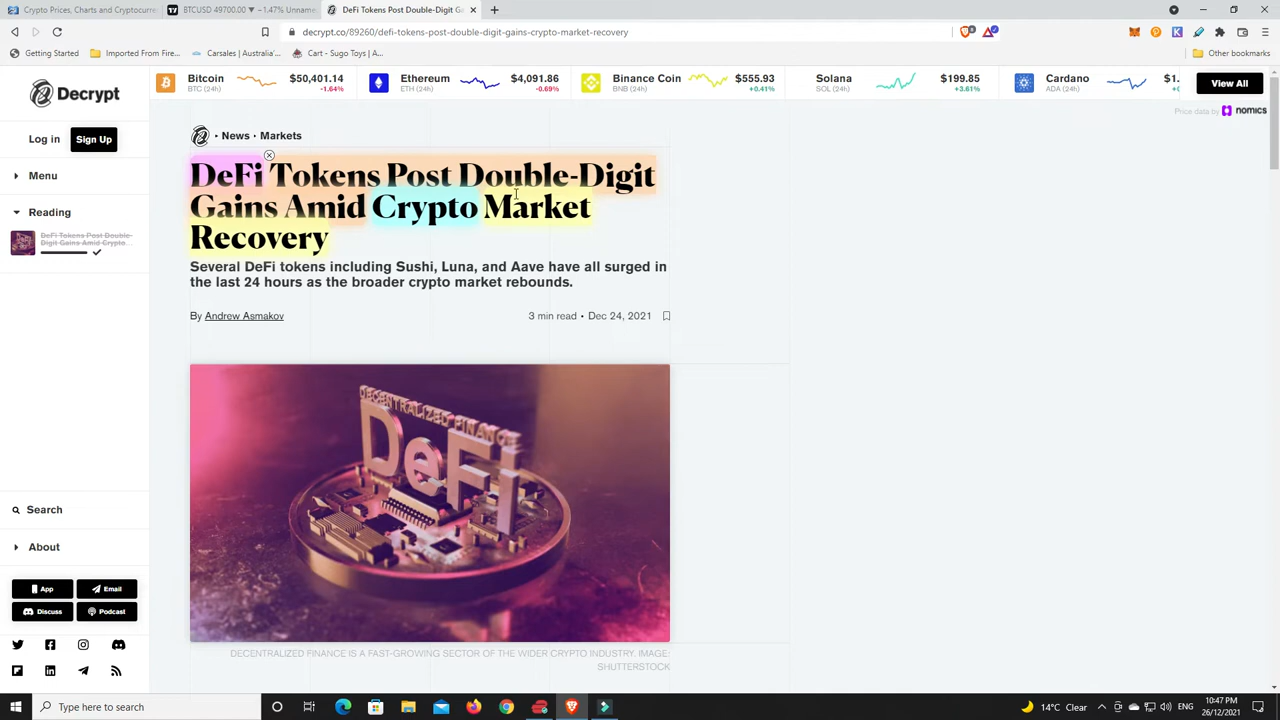 Crypto Prices, Charts and Cryptocurr
BTCUSD 49700.00 ▼ −1.47% Unname
DeFi Tokens Post Double-Digit Ga
decrypt.co/89260/defi-tokens-post-double-digit-gains-crypto-market-recovery
Getting Started
Imported From Fire...
Carsales | Australia'...
Cart - Sugo Toys | A...
Other bookmarks
Decrypt
Bitcoin
BTC (24h)
$50,401.14
-1.64%
Ethereum
ETH (24h)
$4,091.86
-0.69%
Binance Coin
BNB (24h)
$555.93
+0.41%
Solana
SOL (24h)
$199.85
+3.61%
Cardano
ADA (24h)
$1.
View All
Price data by nomics
Log in
Sign Up
Menu
Reading
DeFi Tokens Post Double-
Digit Gains Amid Crypto...
News • Markets
DeFi Tokens Post Double-Digit
Gains Amid Crypto Market
Recovery
Several DeFi tokens including Sushi, Luna, and Aave have all surged in
the last 24 hours as the broader crypto market rebounds.
By Andrew Asmakov
3 min read • Dec 24, 2021
DECENTRALIZED FINANCE
DeFi
DECENTRALIZED FINANCE IS A FAST-GROWING SECTOR OF THE WIDER CRYPTO INDUSTRY. IMAGE:
SHUTTERSTOCK
Search
About
App
Email
Discuss
Podcast
Type here to search
14°C Clear
ENG
10:47 PM
26/12/2021